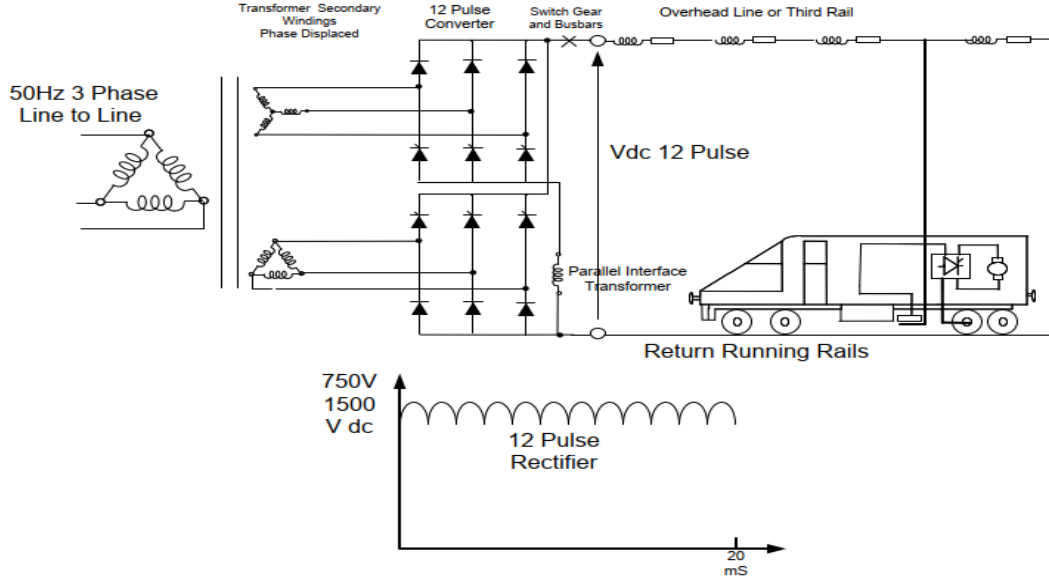 Transformer Secondary
Windings
Phase Displaced
12 Pulse
Converter
Switch Gear
and Busbars
Overhead Line or Third Rail
50Hz 3 Phase
Line to Line
Vdc 12 Pulse
Parallel Interface
Transformer
Return Running Rails
750V
1500
V dc
12 Pulse
Rectifier
20
mS